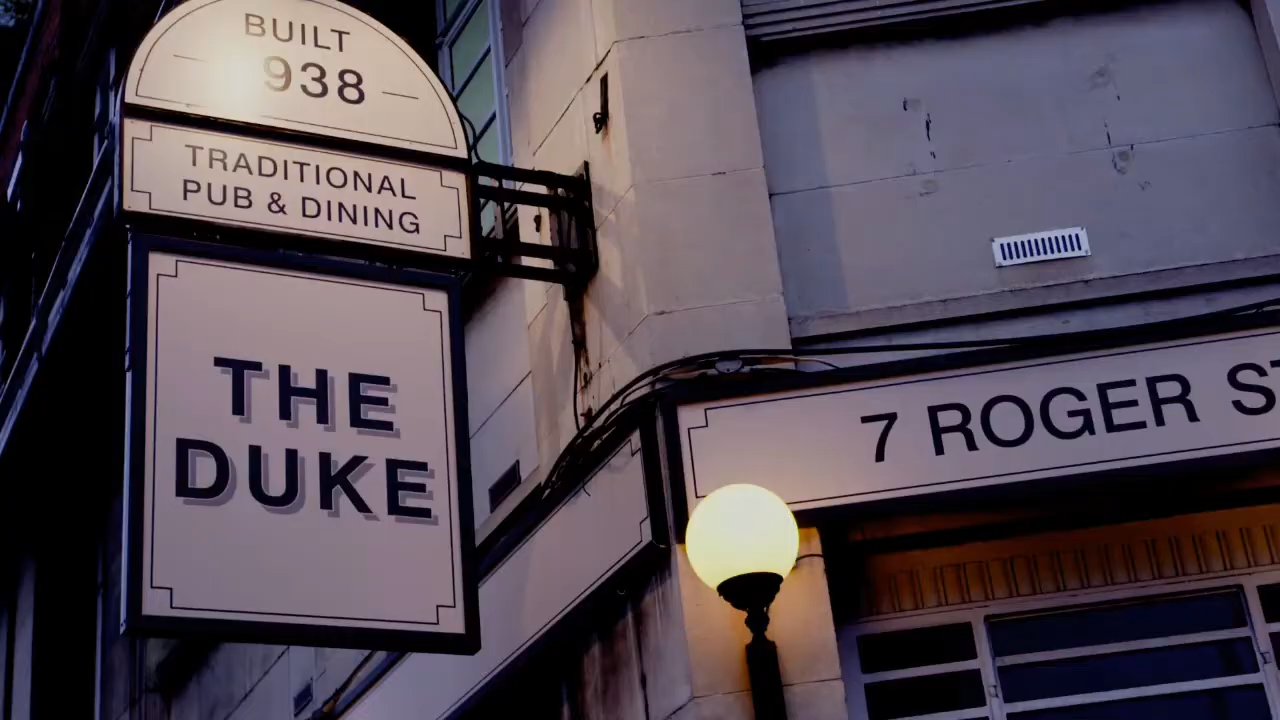 BUILT
938
TRADITIONAL
PUB & DINING
THE
DUKE
7 ROGER